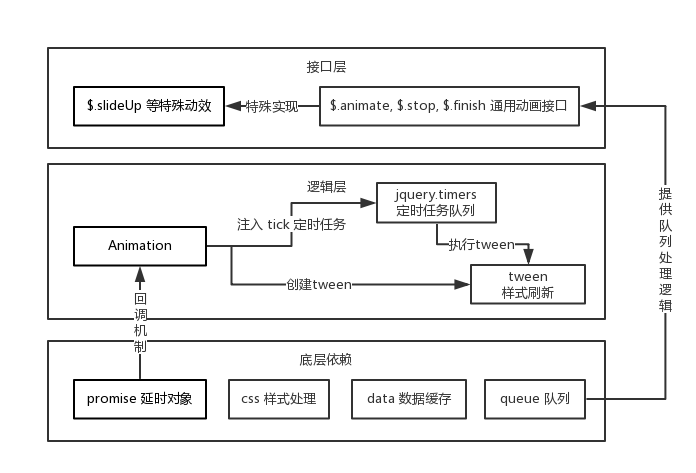 接口层
$.slideUp 等特殊动效
特殊实现
$.animate, $.stop, $.finish 通用动画接口
逻辑层
jquery.timers
定时任务队列
注入 tick 定时任务
Animation
执行tween
创建tween
tween
样式刷新
提供队列处理逻辑
回调机制
底层依赖
promise 延时对象
css 样式处理
data 数据缓存
queue 队列